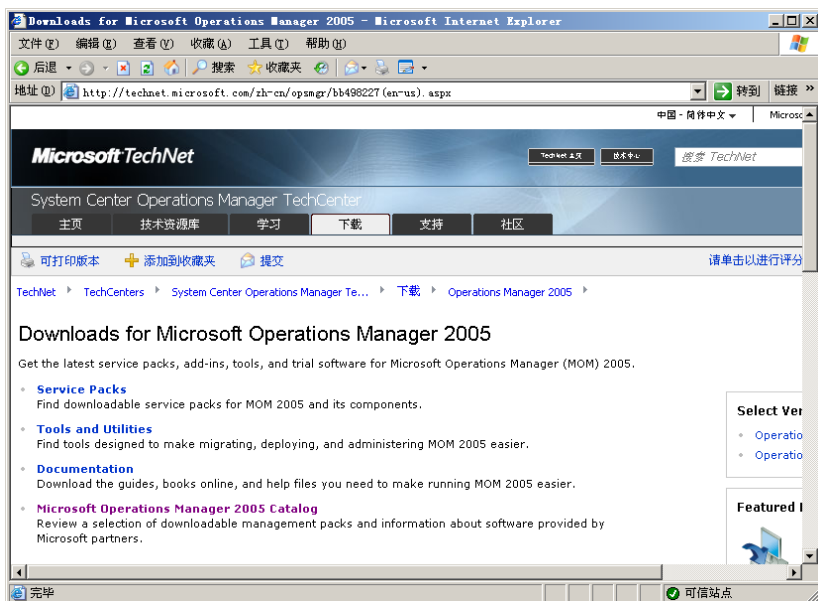 Downloads for Microsoft Operations Manager 2005 - Microsoft Internet Explorer
文件(F) 编辑(E) 查看(V) 收藏(A) 工具(T) 帮助(H)
后退 搜索 收藏夹
地址(D) http://technet.microsoft.com/zh-cn/opsmgr/bb498227(en-us).aspx 转到 链接 »
中国 - 简体中文 Microsc
Microsoft TechNet TechNet 主页 技术中心 搜索 TechNet
System Center Operations Manager TechCenter
主页 技术资源库 学习 下载 支持 社区
可打印版本 添加到收藏夹 提交 请单击以进行评分
TechNet TechCenters System Center Operations Manager Te... 下载 Operations Manager 2005
Downloads for Microsoft Operations Manager 2005
Get the latest service packs, add-ins, tools, and trial software for Microsoft Operations Manager (MOM) 2005.
Service Packs
Find downloadable service packs for MOM 2005 and its components.
Tools and Utilities
Find tools designed to make migrating, deploying, and administering MOM 2005 easier.
Documentation
Download the guides, books online, and help files you need to make running MOM 2005 easier.
Microsoft Operations Manager 2005 Catalog
Review a selection of downloadable management packs and information about software provided by
Microsoft partners.
Select Ver
Operatio
Operatio
Featured
完毕 可信站点